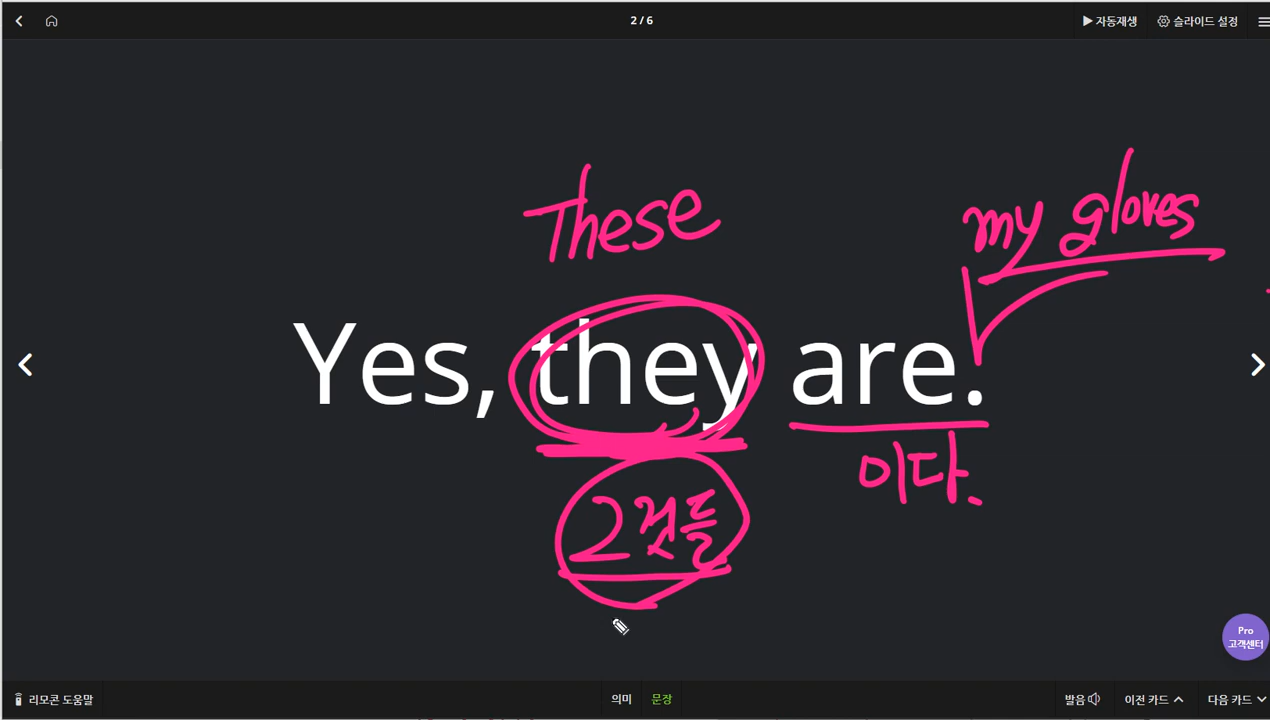 2 / 6
자동재생
슬라이드 설정
These
my gloves
Yes, they are.
이다.
그것들
Pro
고객센터
리모콘 도움말
의미
문장
발음
이전 카드
다음 카드